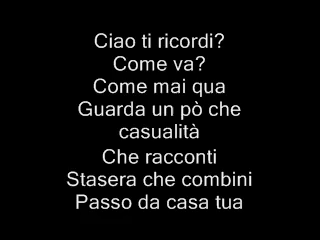 Ciao ti ricordi?
Come va?
Come mai qua
Guarda un pò che
casualità
Che racconti
Stasera che combini
Passo da casa tua